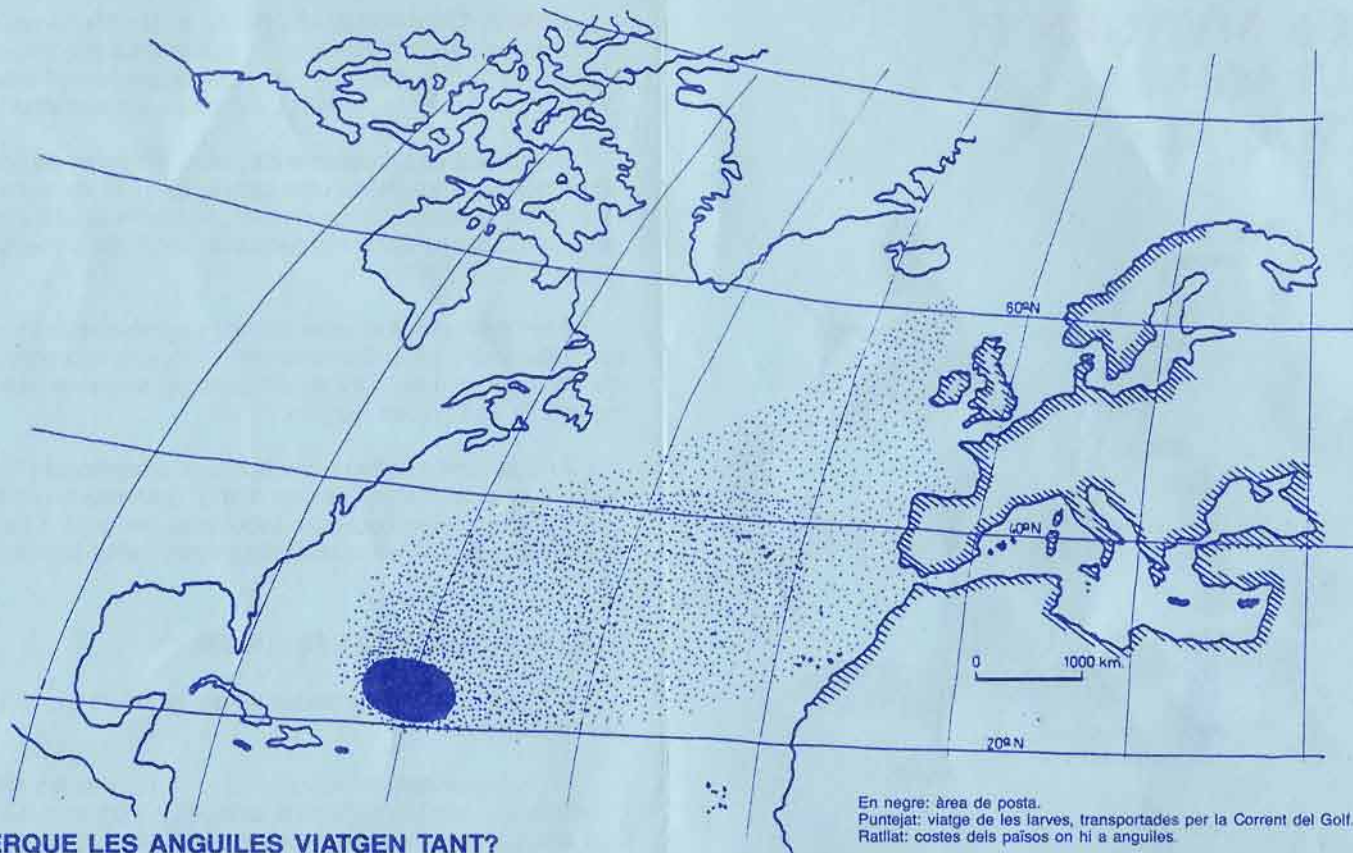 60ºN
40ºN
0 1000 km.
20ºN
En negre: àrea de posta.
Puntejat: viatge de les larves, transportades per la Corrent del Golf.
Ratllat: costes dels països on hi a anguiles.
ERQUE LES ANGUILES VIATGEN TANT?